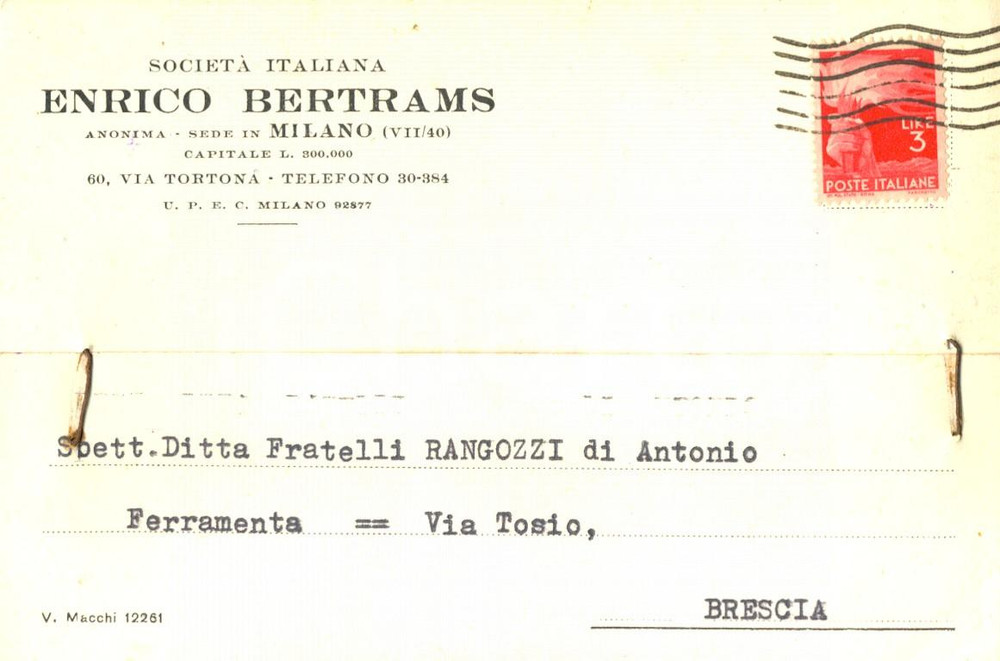 SOCIETÀ ITALIANA
ENRICO BERTRAMS
ANONIMA - SEDE IN MILANO (VII/40)
CAPITALE L. 300.000
60, VIA TORTONA - TELEFONO 30-384
U. P. E. C. MILANO 92877
LIRE
3
POSTE ITALIANE
Spett.Ditta Fratelli RANGOZZI di Antonio
Ferramenta == Via Tosio,
BRESCIA
V. Macchi 12261